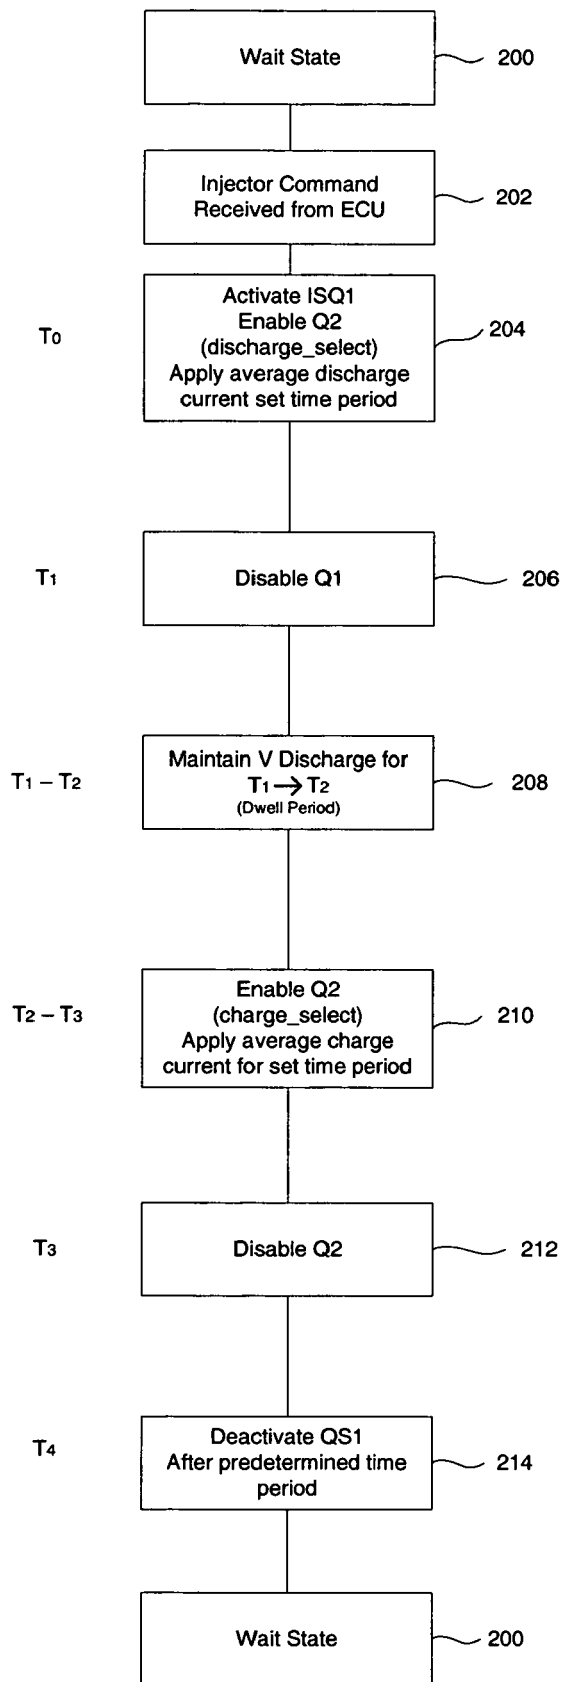 Wait State
200
Injector Command
Received from ECU
202
T0
Activate ISQ1
Enable Q2
(discharge_select)
Apply average discharge
current set time period
204
T1
Disable Q1
206
T1 – T2
Maintain V Discharge for
T1 → T2
(Dwell Period)
208
T2 – T3
Enable Q2
(charge_select)
Apply average charge
current for set time period
210
T3
Disable Q2
212
T4
Deactivate QS1
After predetermined time
period
214
Wait State
200